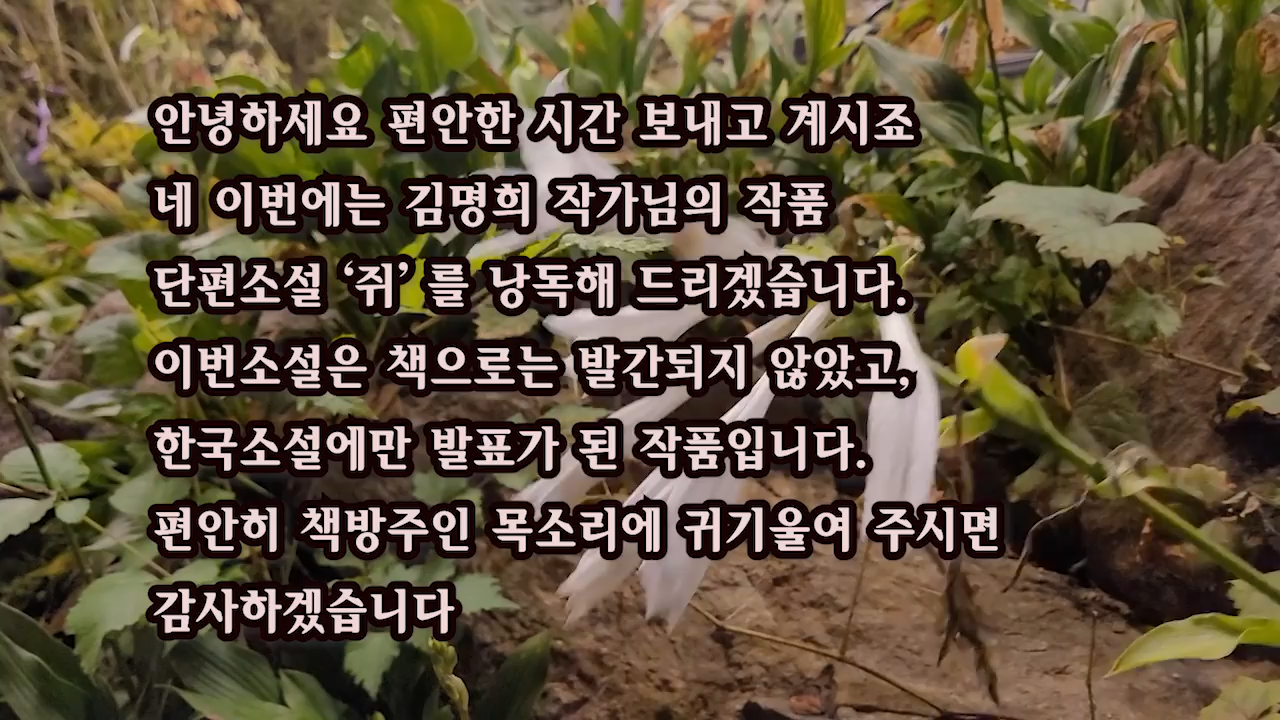 안녕하세요 편안한 시간 보내고 계시죠
네 이번에는 김명희 작가님의 작품
단편소설 ‘쥐’ 를 낭독해 드리겠습니다.
이번소설은 책으로는 발간되지 않았고,
한국소설에만 발표가 된 작품입니다.
편안히 책방주인 목소리에 귀기울여 주시면
감사하겠습니다